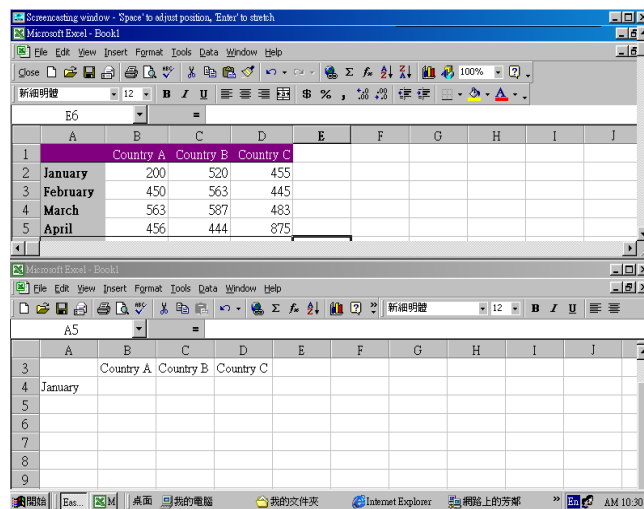 Screencasting window - 'Space' to adjust position, 'Enter' to stretch
Microsoft Excel - Book1
File Edit View Insert Format Tools Data Window Help
Close 100%
新細明體 12 B I U $ % ,
E6 =
A B C D E F G H I J
1 Country A Country B Country C
2 January 200 520 455
3 February 450 563 445
4 March 563 587 483
5 April 456 444 875
Microsoft Excel - Book1
File Edit View Insert Format Tools Data Window Help
新細明體 12 B I U
A5 =
A B C D E F G H I J
3 Country A Country B Country C
4 January
5
6
7
8
9
開始 Eas... M 桌面 我的電腦 我的文件夾 Internet Explorer 網路上的芳鄰 » En AM 10:30